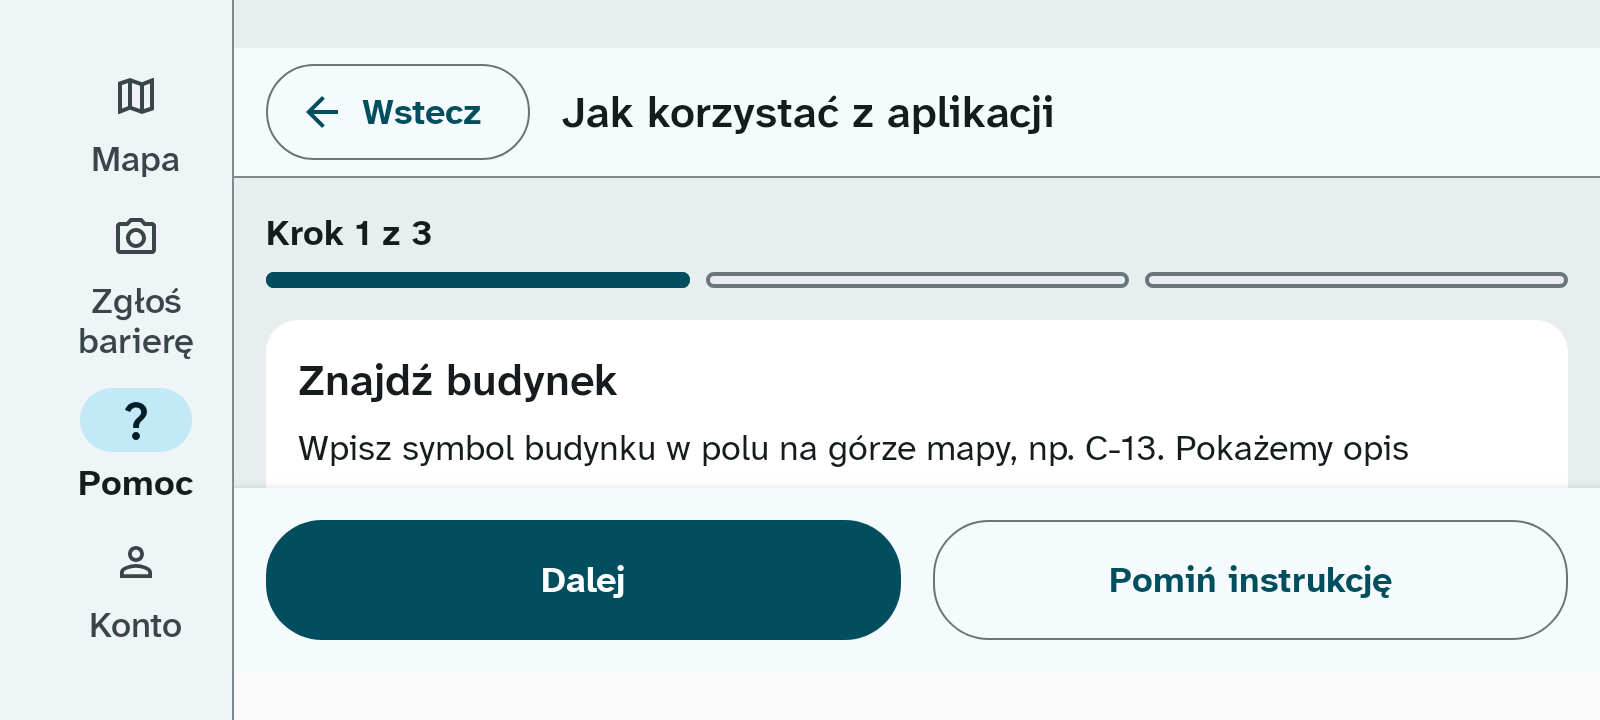 Mapa
Zgłoś
barierę
?
Pomoc
Konto
Wstecz
Jak korzystać z aplikacji
Krok 1 z 3
Znajdź budynek
Wpisz symbol budynku w polu na górze mapy, np. C-13. Pokażemy opis
Dalej
Pomiń instrukcję